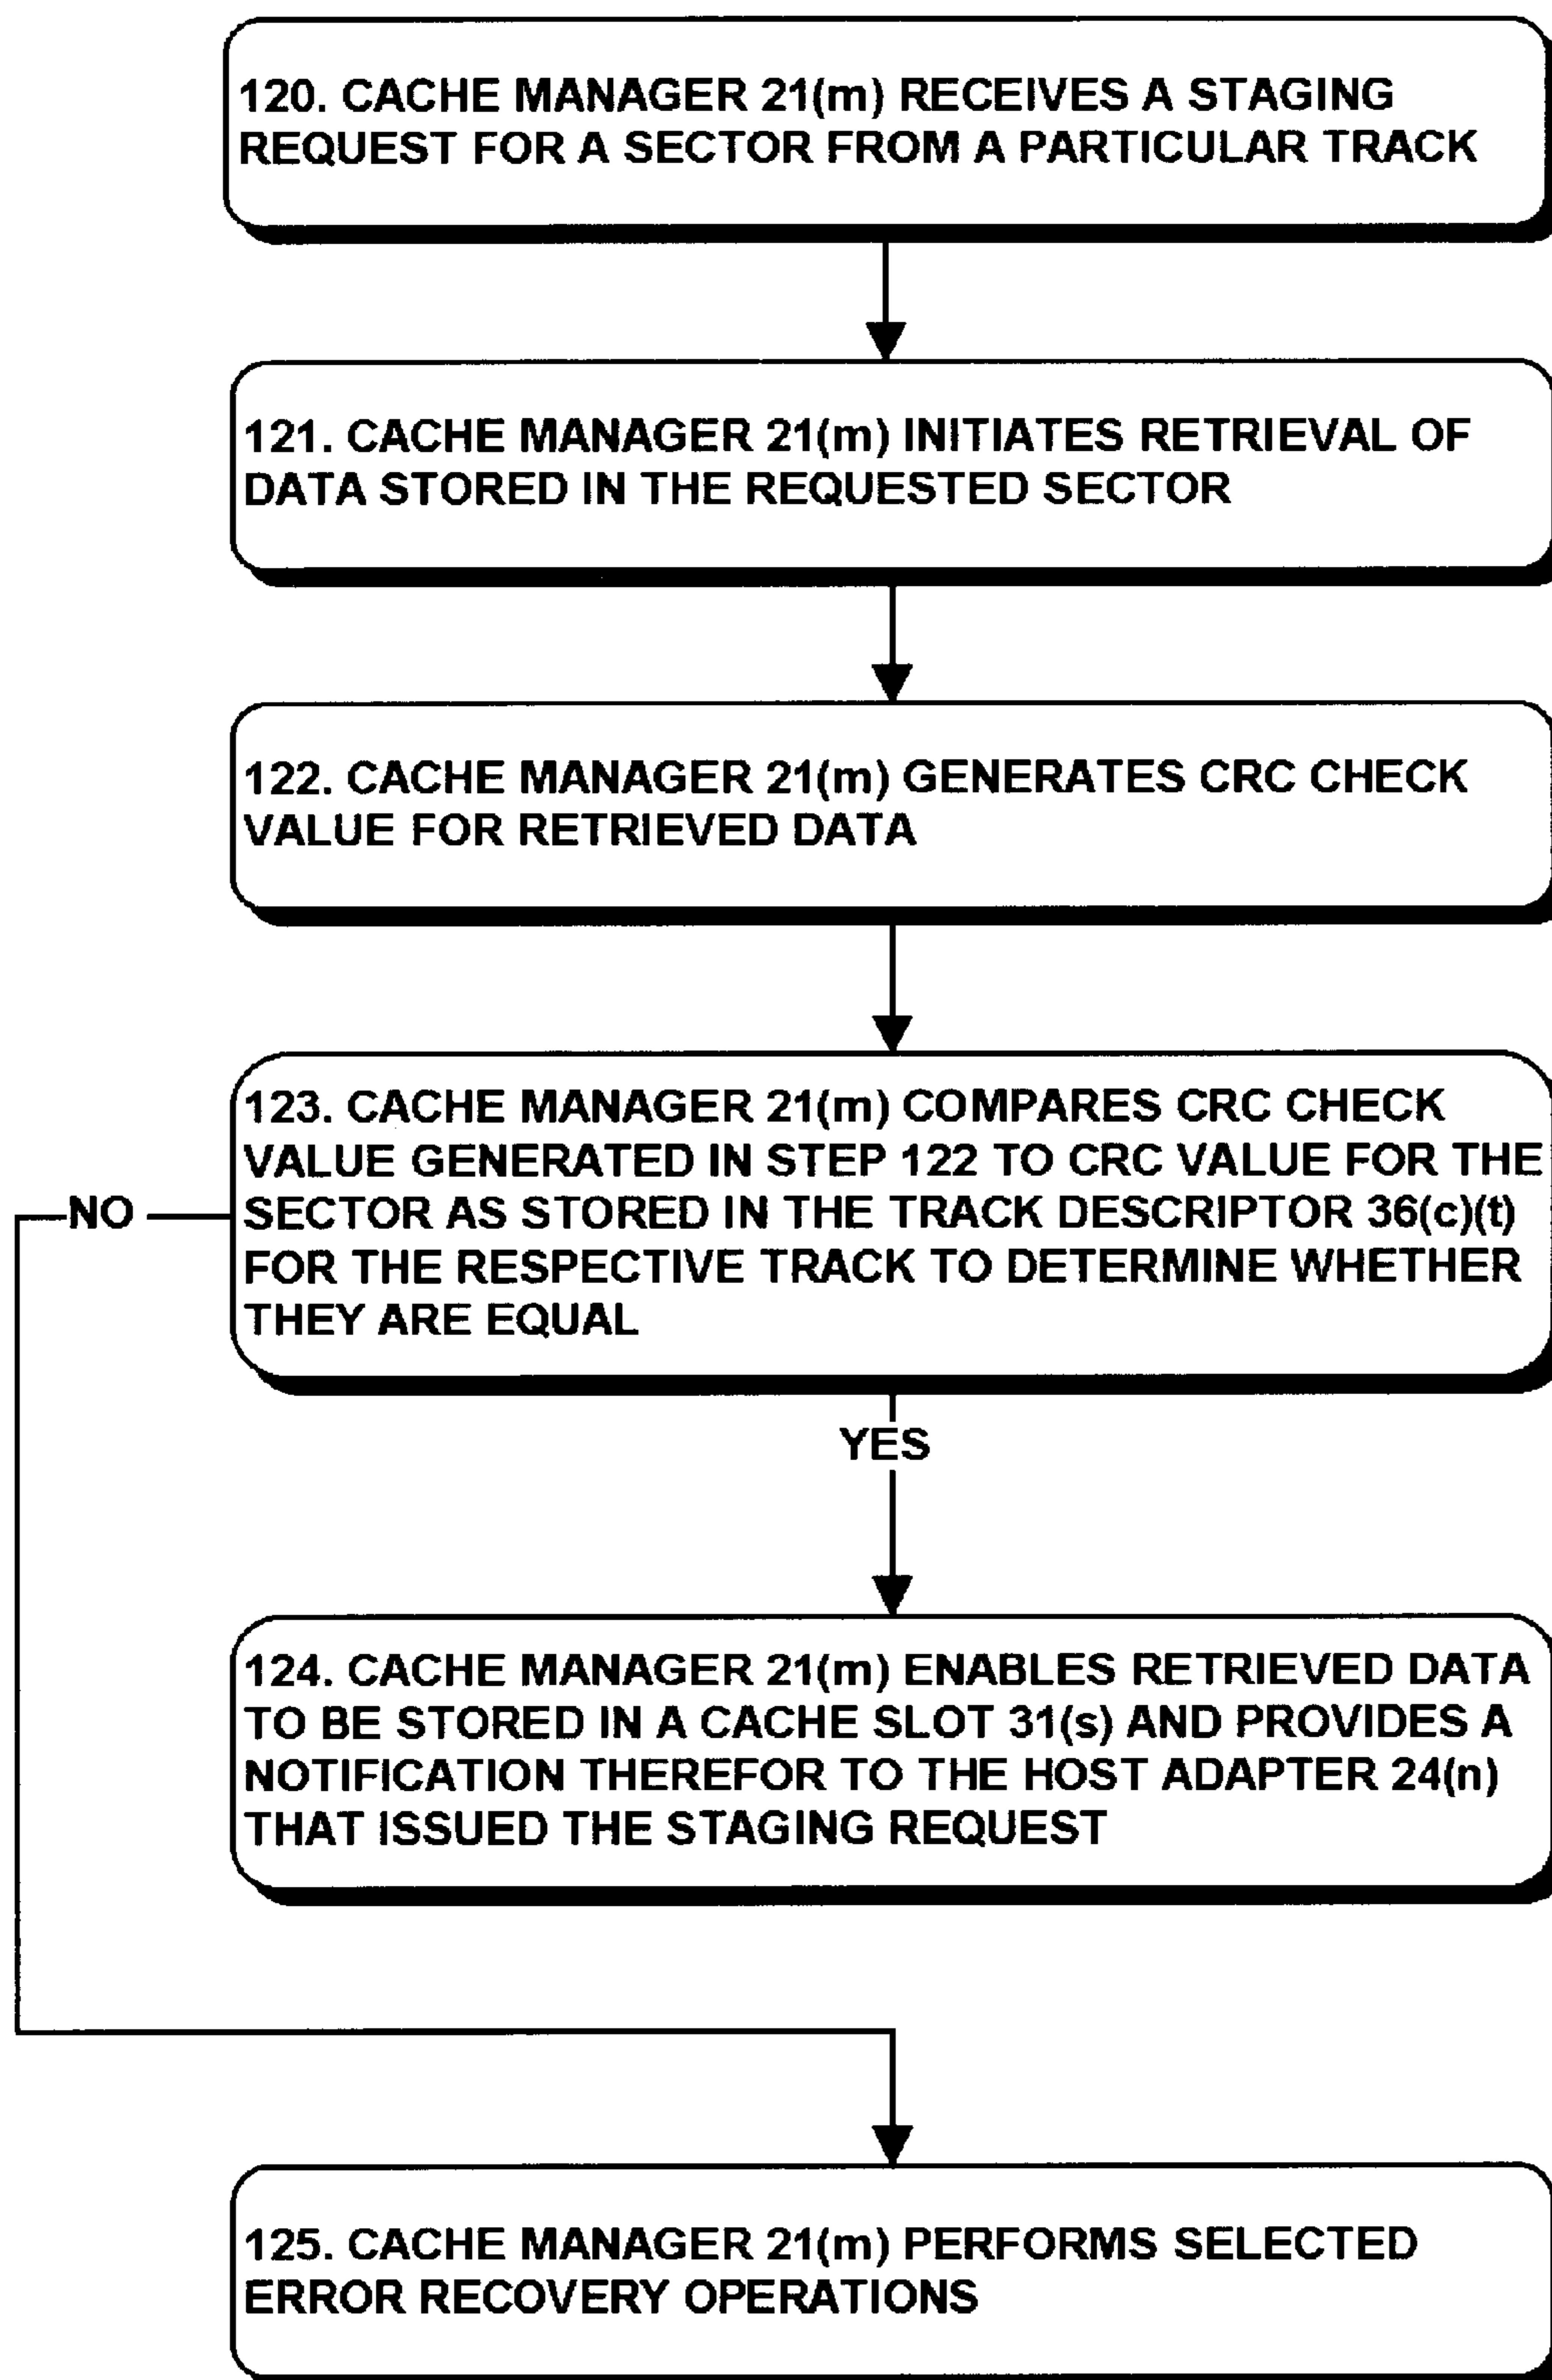 120. CACHE MANAGER 21(m) RECEIVES A STAGING
REQUEST FOR A SECTOR FROM A PARTICULAR TRACK
121. CACHE MANAGER 21(m) INITIATES RETRIEVAL OF
DATA STORED IN THE REQUESTED SECTOR
122. CACHE MANAGER 21(m) GENERATES CRC CHECK
VALUE FOR RETRIEVED DATA
123. CACHE MANAGER 21(m) COMPARES CRC CHECK
VALUE GENERATED IN STEP 122 TO CRC VALUE FOR THE
SECTOR AS STORED IN THE TRACK DESCRIPTOR 36(c)(t)
FOR THE RESPECTIVE TRACK TO DETERMINE WHETHER
THEY ARE EQUAL
NO
YES
124. CACHE MANAGER 21(m) ENABLES RETRIEVED DATA
TO BE STORED IN A CACHE SLOT 31(s) AND PROVIDES A
NOTIFICATION THEREFOR TO THE HOST ADAPTER 24(n)
THAT ISSUED THE STAGING REQUEST
125. CACHE MANAGER 21(m) PERFORMS SELECTED
ERROR RECOVERY OPERATIONS